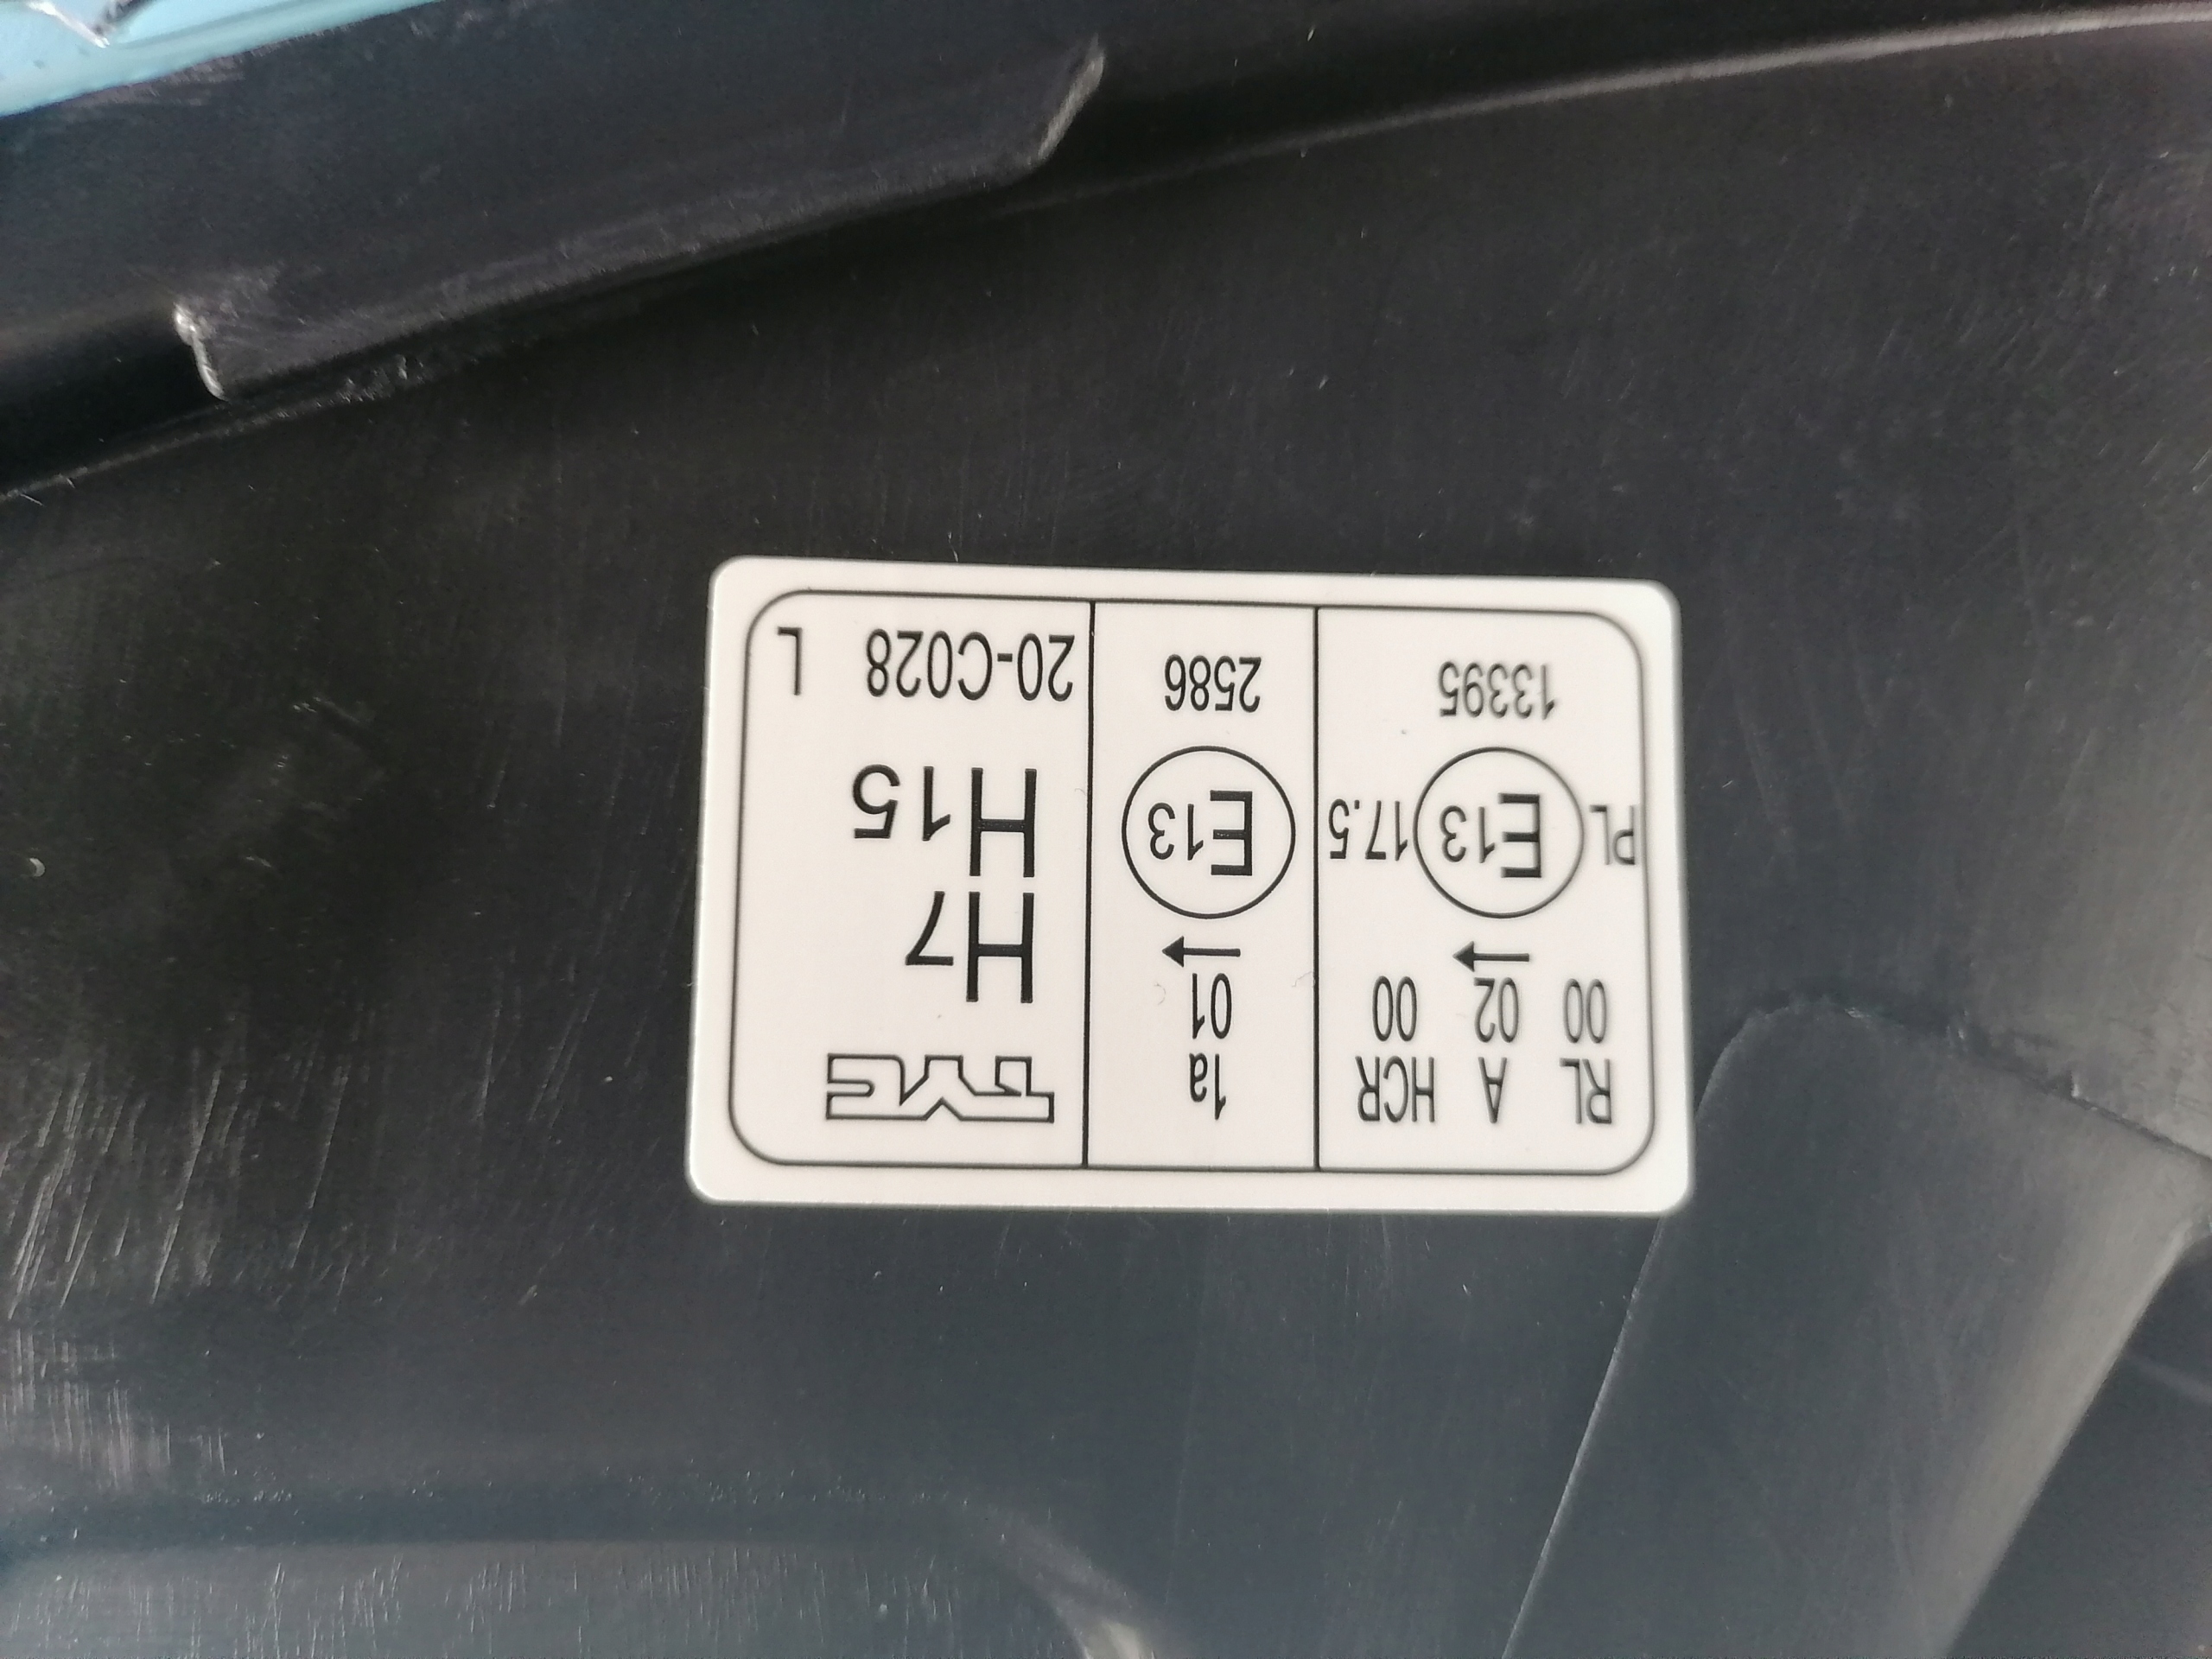 RL A HCR
00 02 00
→
PL E13 17.5
13395
1a
01
→
E13
2586
TYC
H7
H15
20-C028 L